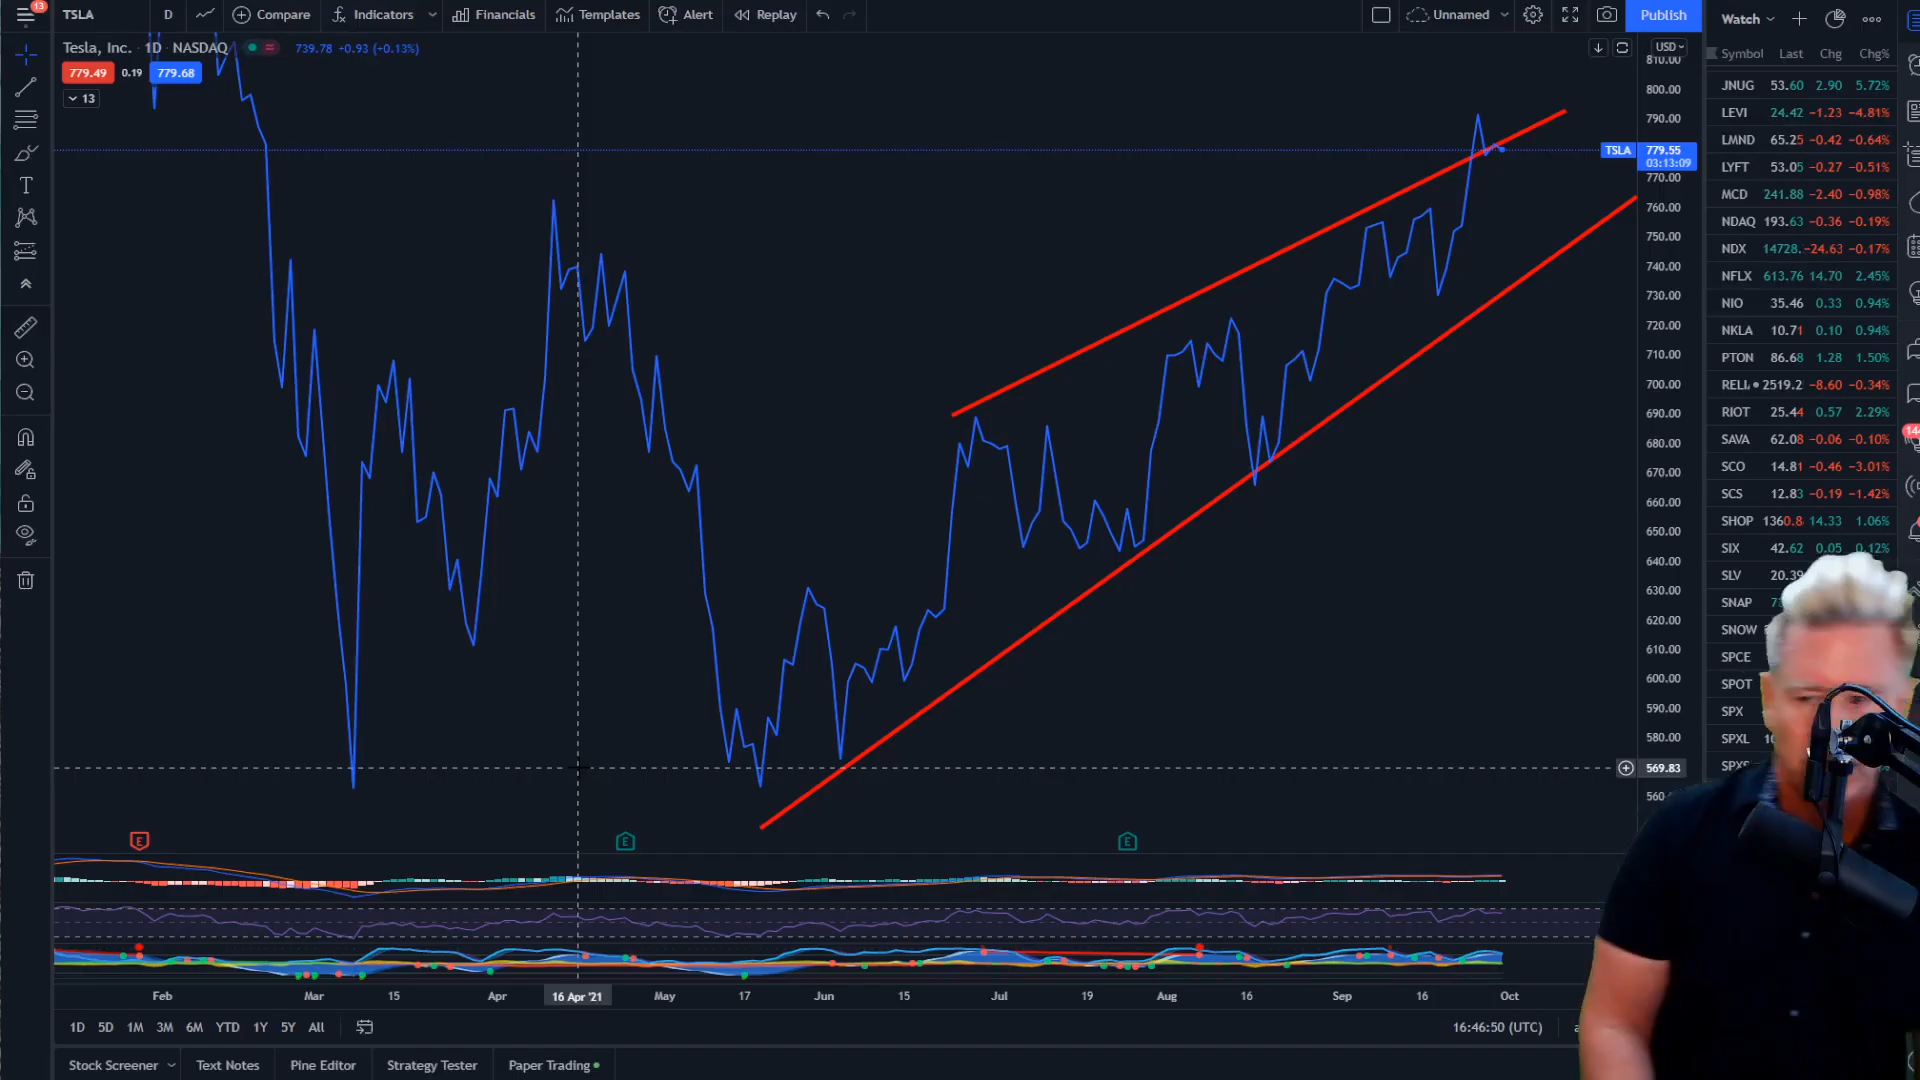 13
TSLA D Compare Indicators Financials Templates Alert Replay Unnamed Publish Watch
Tesla, Inc. · 1D · NASDAQ 739.78 +0.93 (+0.13%)
779.49 0.19 779.68
13
USD
810.00
800.00
790.00
TSLA 779.55
03:13:09
770.00
760.00
750.00
740.00
730.00
720.00
710.00
700.00
690.00
680.00
670.00
660.00
650.00
640.00
630.00
620.00
610.00
600.00
590.00
580.00
569.83
560.
Symbol Last Chg Chg%
JNUG 53.60 2.90 5.72%
LEVI 24.42 −1.23 −4.81%
LMND 65.25 −0.42 −0.64%
LYFT 53.05 −0.27 −0.51%
MCD 241.88 −2.40 −0.98%
NDAQ 193.63 −0.36 −0.19%
NDX 14728. −24.63 −0.17%
NFLX 613.76 14.70 2.45%
NIO 35.46 0.33 0.94%
NKLA 10.71 0.10 0.94%
PTON 86.68 1.28 1.50%
RELI 2519.2 −8.60 −0.34%
RIOT 25.44 0.57 2.29%
SAVA 62.08 −0.06 −0.10%
SCO 14.81 −0.46 −3.01%
SCS 12.83 −0.19 −1.42%
SHOP 1360.8 14.33 1.06%
SIX 42.62 0.05 0.12%
SLV 20.39
SNAP
SNOW
SPCE
SPOT
SPX
SPXL
SPXS
E E E
Feb Mar 15 Apr 16 Apr '21 May 17 Jun 15 Jul 19 Aug 16 Sep 16 Oct
1D 5D 1M 3M 6M YTD 1Y 5Y All 16:46:50 (UTC)
Stock Screener Text Notes Pine Editor Strategy Tester Paper Trading